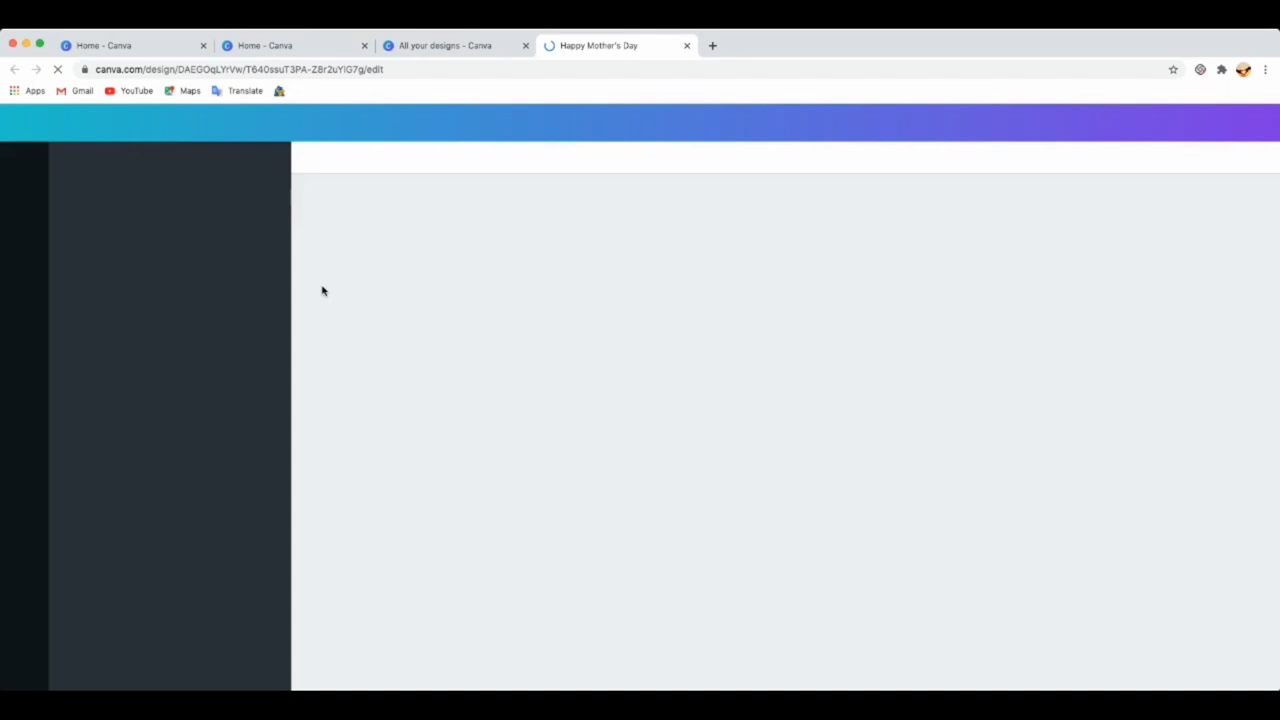 Home - Canva
Home - Canva
All your designs - Canva
Happy Mother's Day
canva.com/design/DAEGOqLYrVw/T640ssuT3PA-Z8r2uYIG7g/edit
Apps
Gmail
YouTube
Maps
Translate